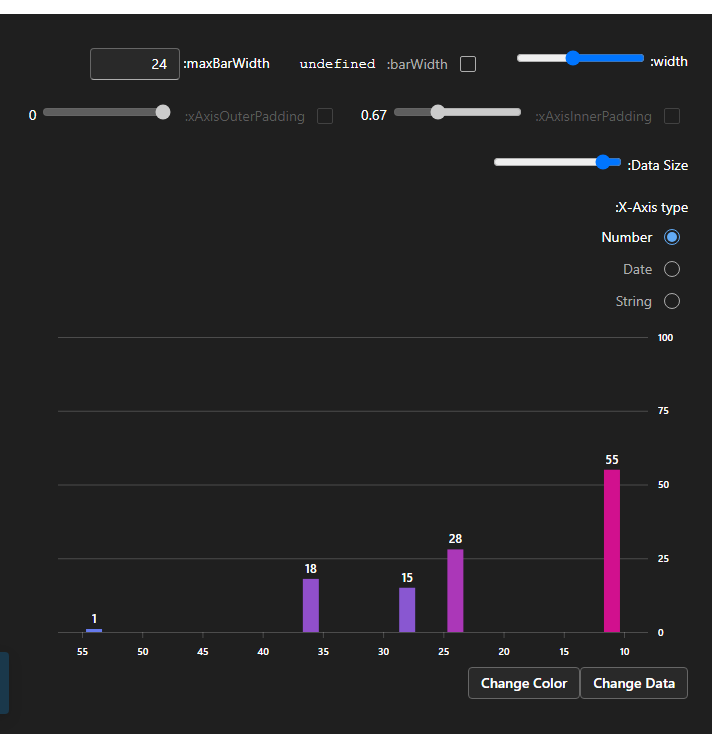 width:
barWidth: undefined
maxBarWidth: 24
xAxisInnerPadding: 0.67
xAxisOuterPadding: 0
Data Size:
X-Axis type:
Number
Date
String
100
75
50
25
0
1
18
15
28
55
55 50 45 40 35 30 25 20 15 10
Change Color
Change Data